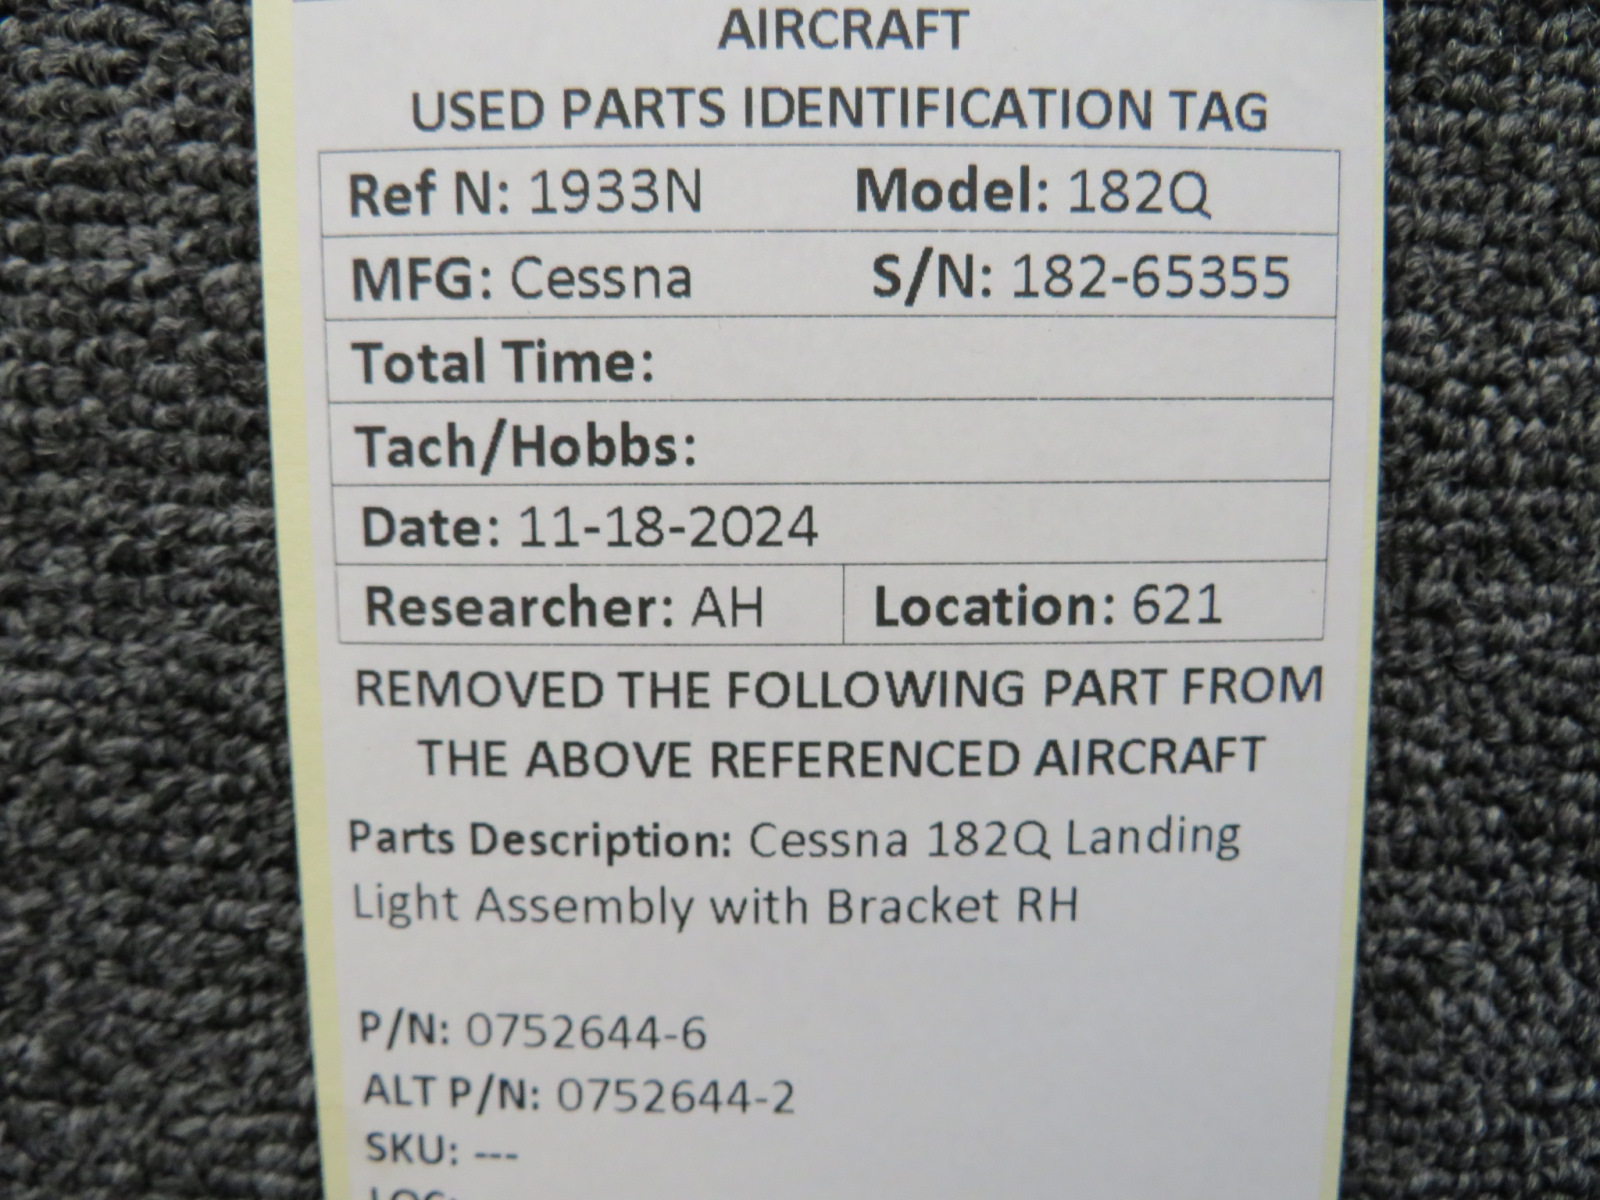 AIRCRAFT
USED PARTS IDENTIFICATION TAG
Ref N: 1933N Model: 182Q
MFG: Cessna S/N: 182-65355
Total Time:
Tach/Hobbs:
Date: 11-18-2024
Researcher: AH Location: 621
REMOVED THE FOLLOWING PART FROM
THE ABOVE REFERENCED AIRCRAFT
Parts Description: Cessna 182Q Landing
Light Assembly with Bracket RH
P/N: 0752644-6
ALT P/N: 0752644-2
SKU: ---
LOC: